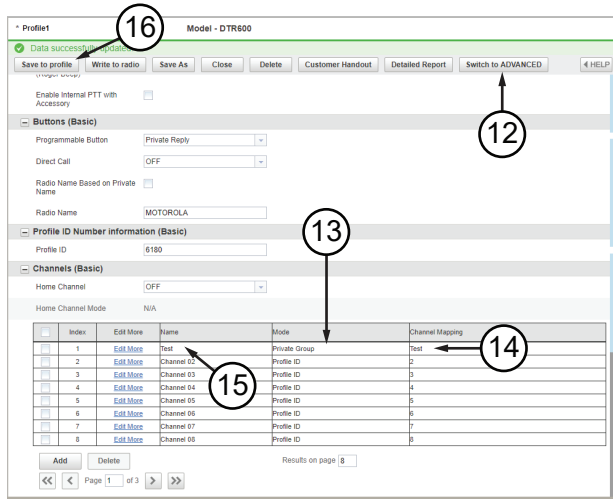 * Profile1 16 Model - DTR600
Data successfully updated
Save to profile Write to radio Save As Close Delete Customer Handout Detailed Report Switch to ADVANCED HELP
(Roger Beep)
Enable Internal PTT with
Accessory
12
Buttons (Basic)
Programmable Button Private Reply
Direct Call OFF
Radio Name Based on Private
Name
Radio Name MOTOROLA
13
Profile ID Number information (Basic)
Profile ID 6180
Channels (Basic)
Home Channel OFF
Home Channel Mode N/A
Index Edit More Name Mode Channel Mapping
1 Edit More Test Private Group Test
14
2 Edit More Channel 02 Profile ID 2
3 Edit More Channel 03 Profile ID 3
15
4 Edit More Channel 04 Profile ID 4
5 Edit More Channel 05 Profile ID 5
6 Edit More Channel 06 Profile ID 6
7 Edit More Channel 07 Profile ID 7
8 Edit More Channel 08 Profile ID 8
Add Delete Results on page 8
<< < Page 1 of 3 > >>